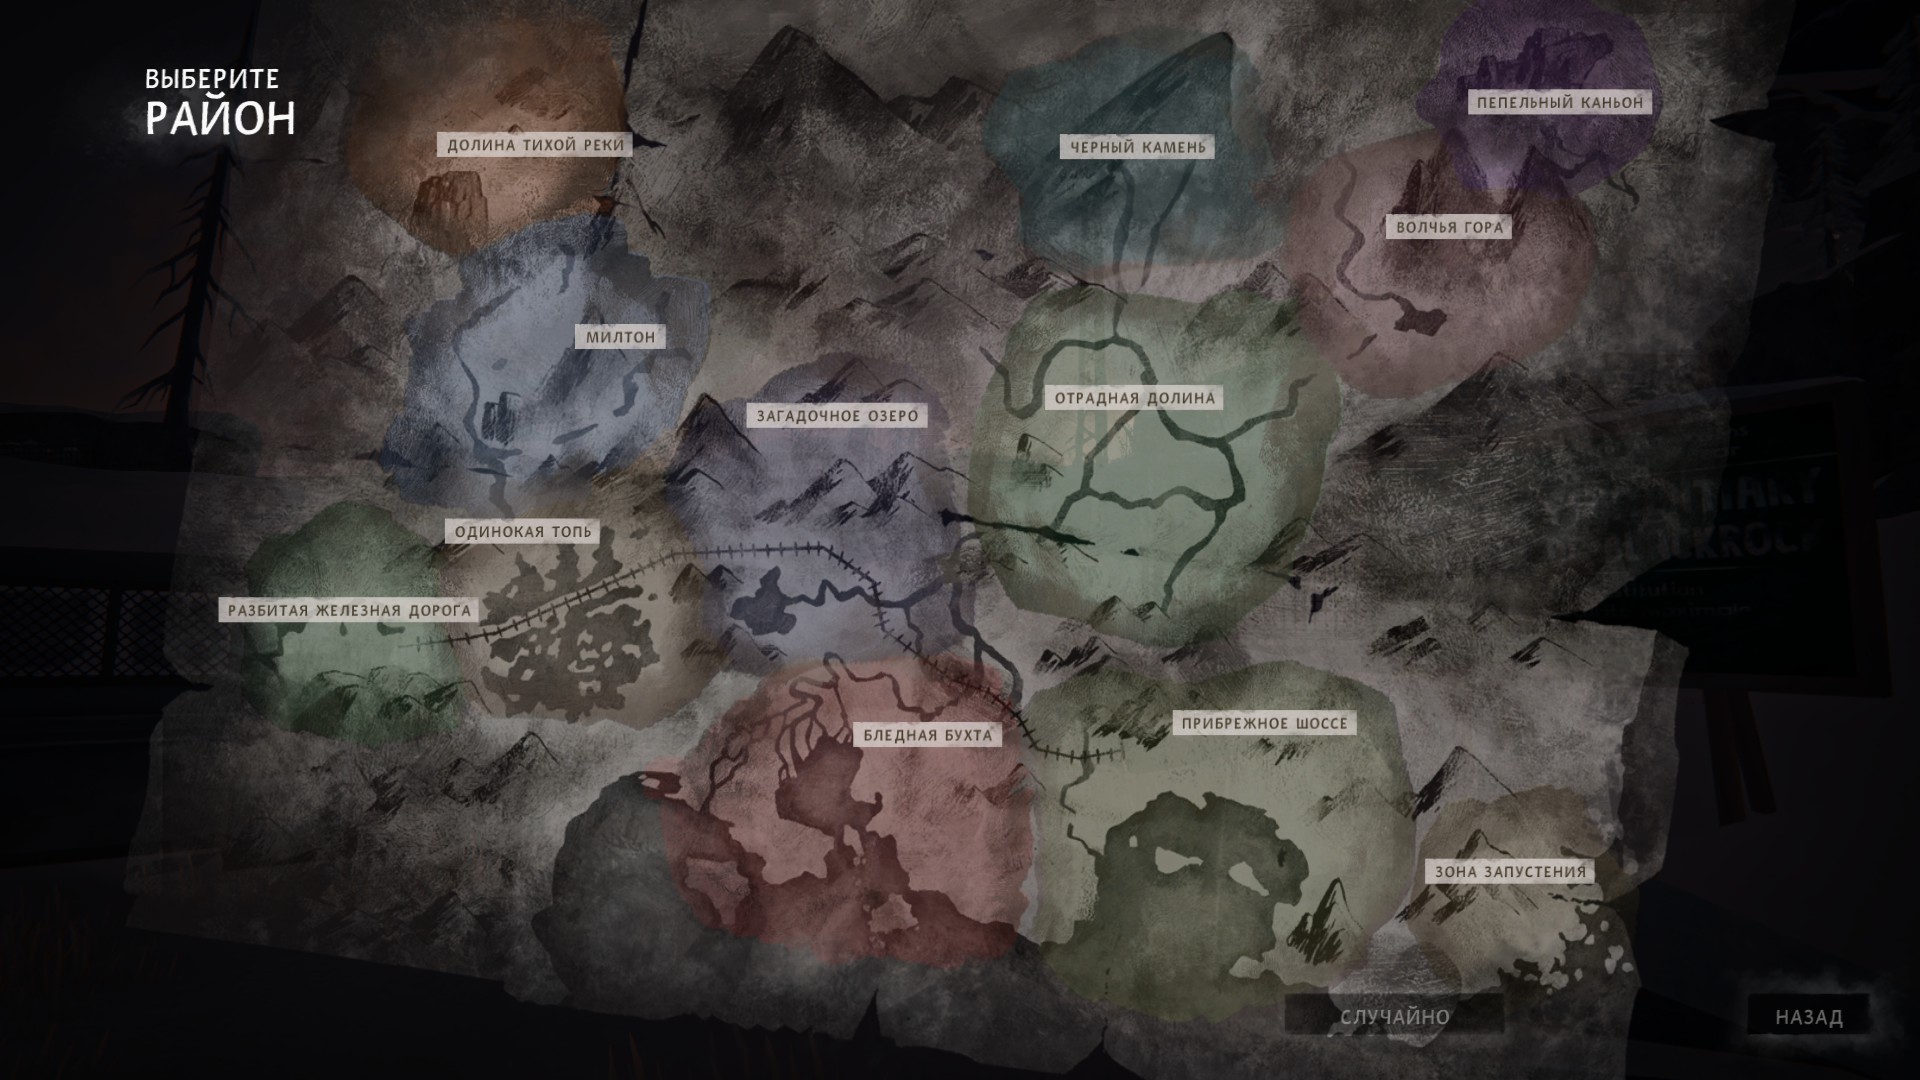 ВЫБЕРИТЕ
РАЙОН
ПЕПЕЛЬНЫЙ КАНЬОН
ДОЛИНА ТИХОЙ РЕКИ
ЧЕРНЫЙ КАМЕНЬ
ВОЛЧЬЯ ГОРА
МИЛТОН
ОТРАДНАЯ ДОЛИНА
ЗАГАДОЧНОЕ ОЗЕРО
ОДИНОКАЯ ТОПЬ
РАЗБИТАЯ ЖЕЛЕЗНАЯ ДОРОГА
ПРИБРЕЖНОЕ ШОССЕ
БЛЕДНАЯ БУХТА
ЗОНА ЗАПУСТЕНИЯ
СЛУЧАЙНО
НАЗАД